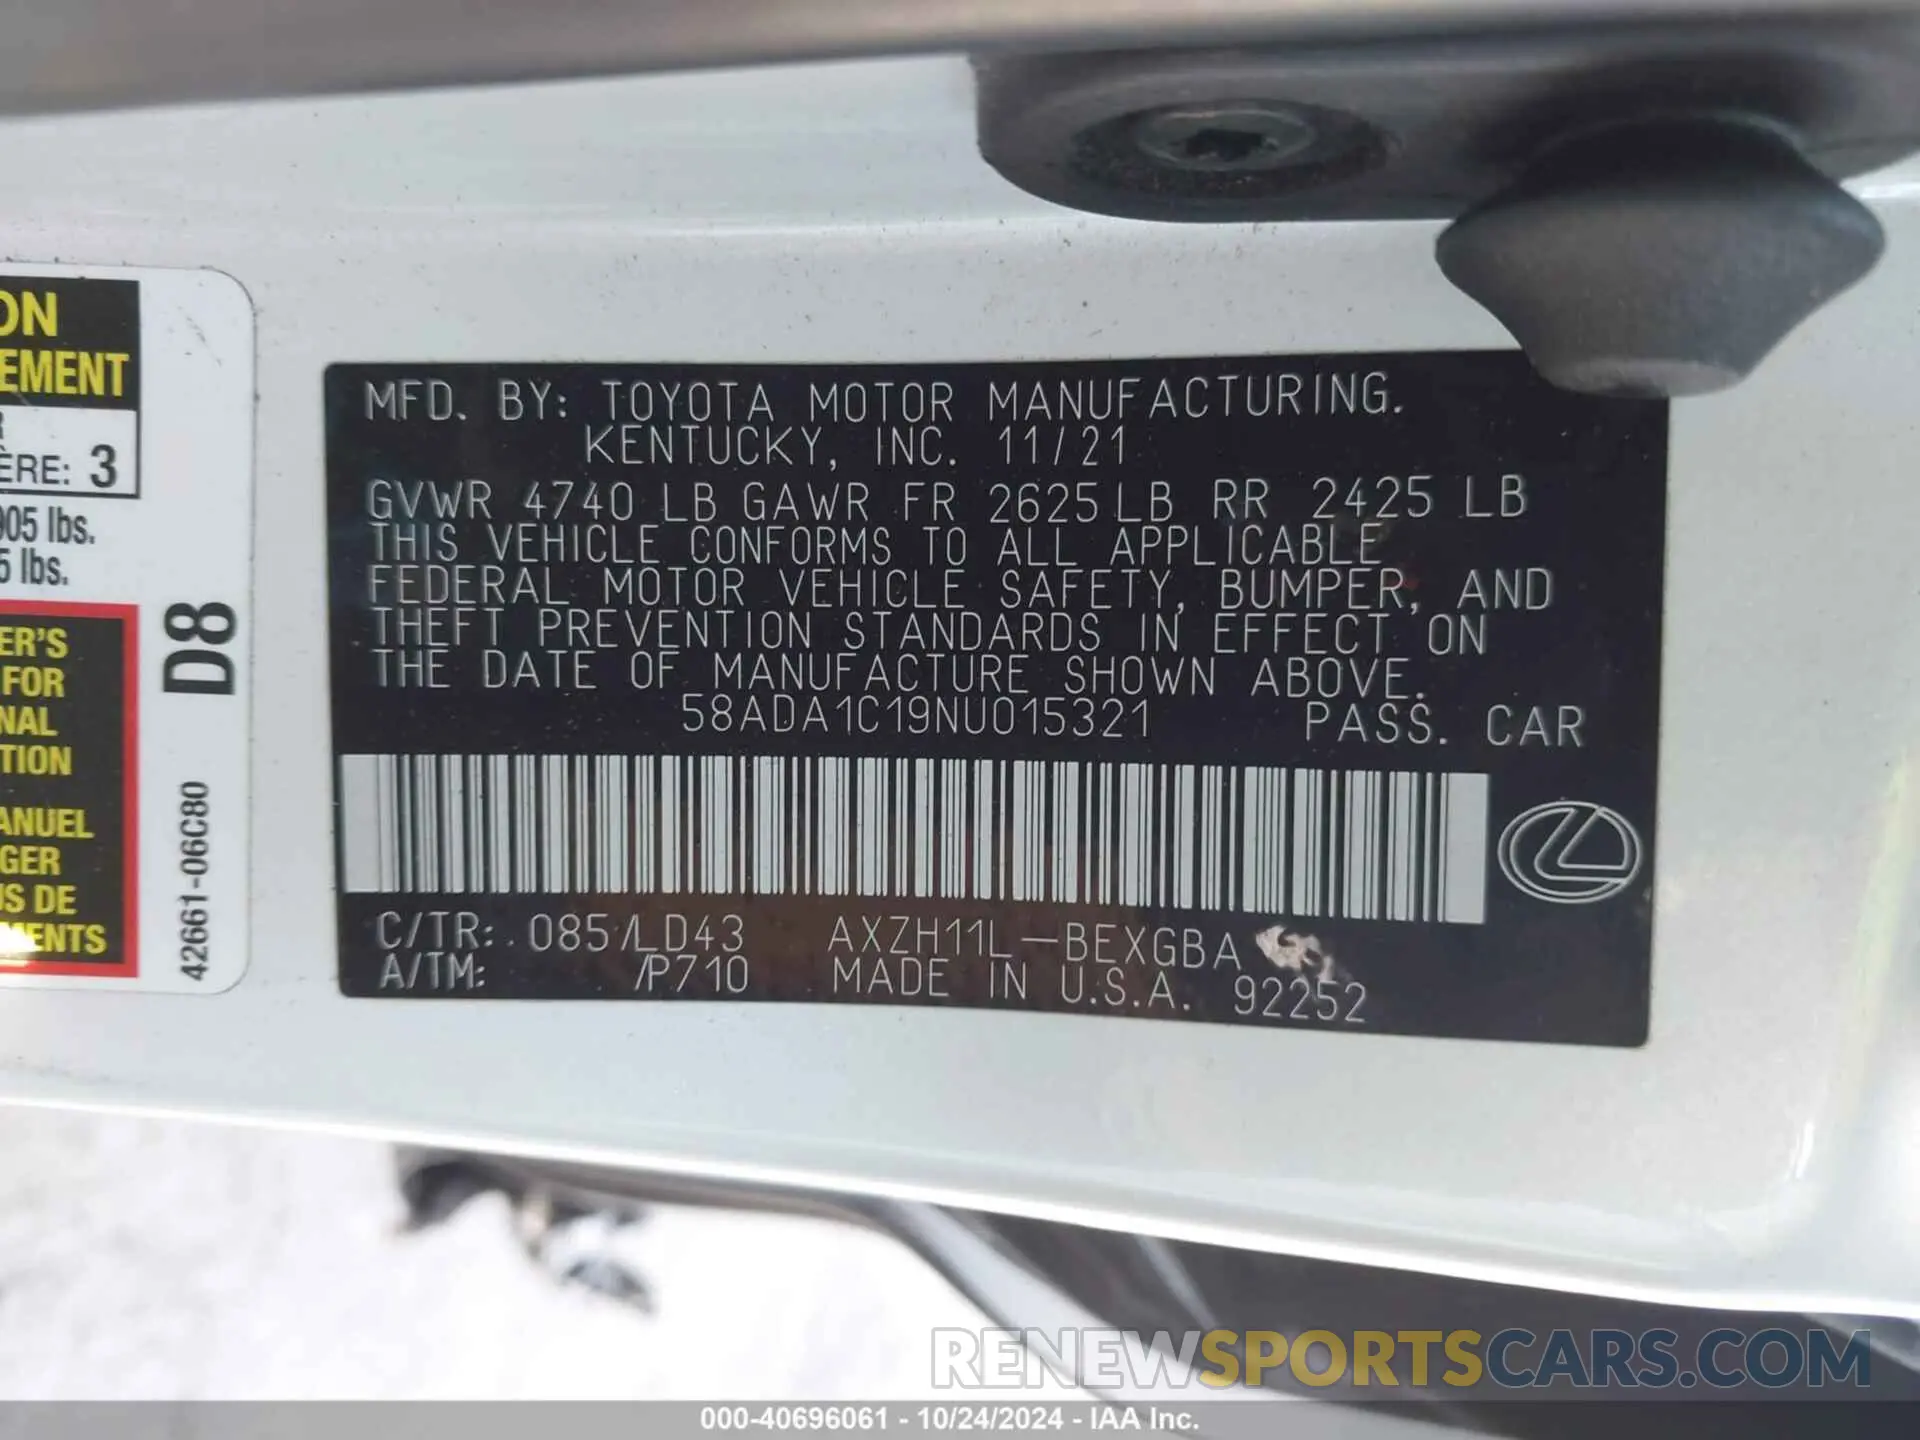 ON
EMENT
ÈRE: 3
905 lbs.
5 lbs.
ER'S
FOR
NAL
TION
ANUEL
GER
US DE
MENTS
D8
42661-06C80
MFD. BY: TOYOTA MOTOR MANUFACTURING.
KENTUCKY, INC. 11/21
GVWR 4740 LB GAWR FR 2625 LB RR 2425 LB
THIS VEHICLE CONFORMS TO ALL APPLICABLE
FEDERAL MOTOR VEHICLE SAFETY, BUMPER, AND
THEFT PREVENTION STANDARDS IN EFFECT ON
THE DATE OF MANUFACTURE SHOWN ABOVE.
58ADA1C19NU015321 PASS. CAR
C/TR: 085/LD43 AXZH11L-BEXGBA
A/TM: /P710 MADE IN U.S.A. 92252
RENEWSPORTSCARS.COM
000-40696061 - 10/24/2024 - IAA Inc.